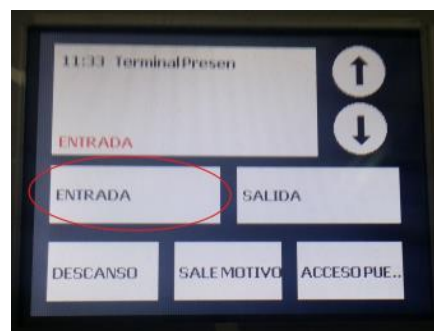 11:33 TerminalPresen
ENTRADA
ENTRADA
SALIDA
DESCANSO
SALE MOTIVO
ACCESO PUE..